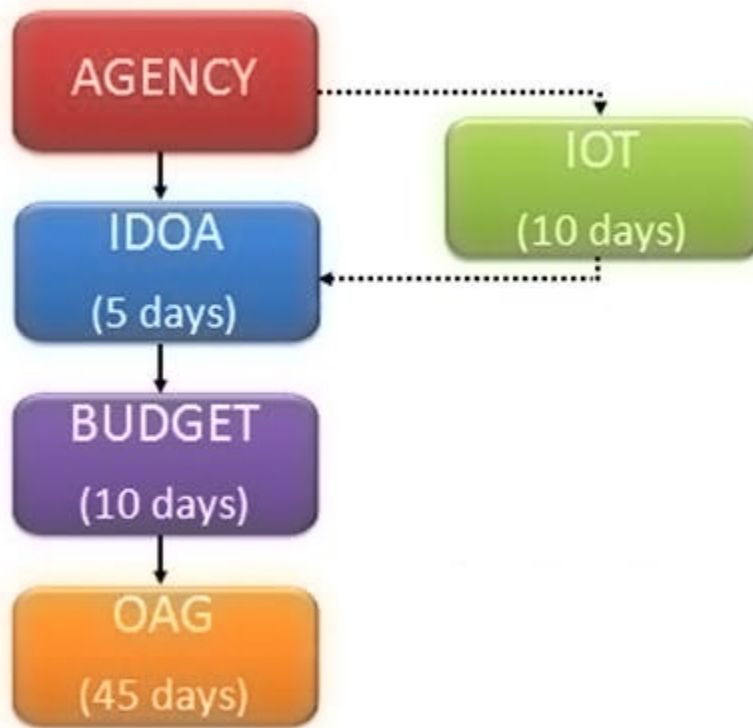 AGENCY
IOT
(10 days)
IDOA
(5 days)
BUDGET
(10 days)
OAG
(45 days)